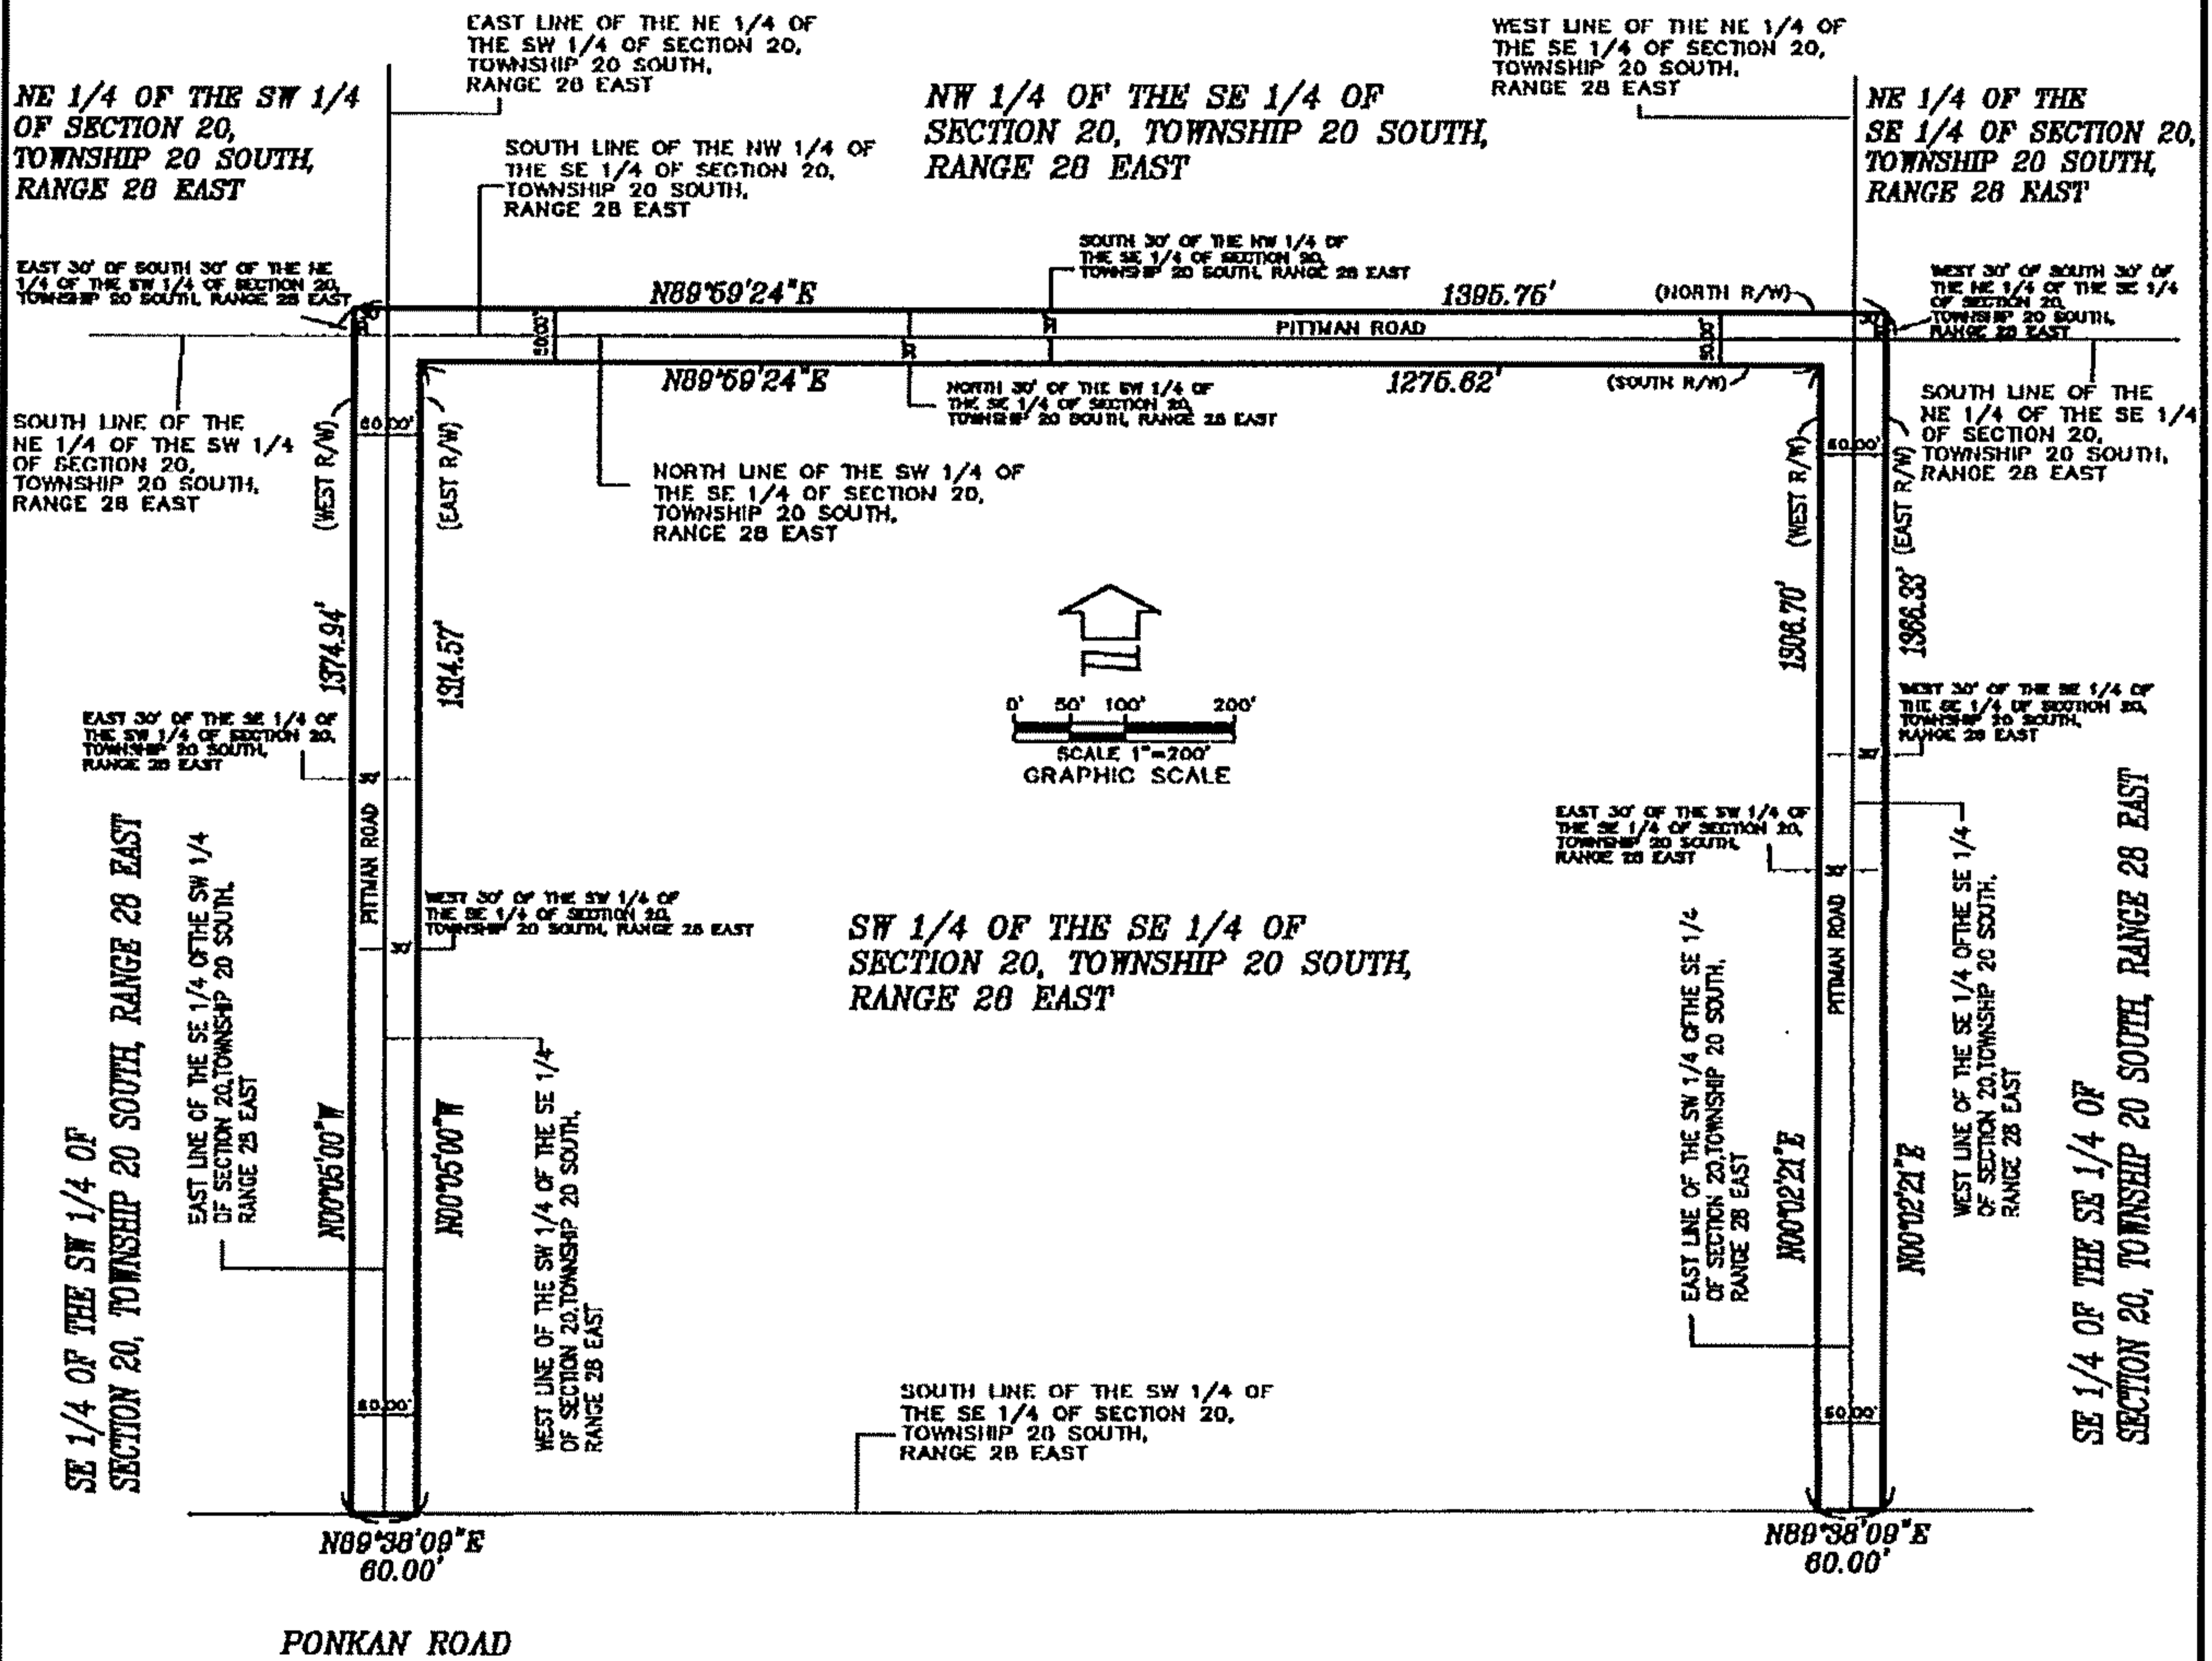 EAST LINE OF THE NE 1/4 OF
THE SW 1/4 OF SECTION 20,
TOWNSHIP 20 SOUTH,
RANGE 28 EAST
WEST LINE OF THE NE 1/4 OF
THE SE 1/4 OF SECTION 20,
TOWNSHIP 20 SOUTH,
RANGE 28 EAST
NE 1/4 OF THE SW 1/4
OF SECTION 20,
TOWNSHIP 20 SOUTH,
RANGE 28 EAST
SOUTH LINE OF THE NW 1/4 OF
THE SE 1/4 OF SECTION 20,
TOWNSHIP 20 SOUTH,
RANGE 28 EAST
NW 1/4 OF THE SE 1/4 OF
SECTION 20, TOWNSHIP 20 SOUTH,
RANGE 28 EAST
NE 1/4 OF THE
SE 1/4 OF SECTION 20,
TOWNSHIP 20 SOUTH,
RANGE 28 EAST
EAST 30' OF SOUTH 30' OF THE NE
1/4 OF THE SW 1/4 OF SECTION 20,
TOWNSHIP 20 SOUTH, RANGE 28 EAST
SOUTH 30' OF THE NW 1/4 OF
THE SE 1/4 OF SECTION 20,
TOWNSHIP 20 SOUTH, RANGE 28 EAST
WEST 30' OF SOUTH 30' OF
THE NE 1/4 OF THE SE 1/4
OF SECTION 20,
TOWNSHIP 20 SOUTH,
RANGE 28 EAST
N89°59'24"E
1395.75'
(NORTH R/W)
30'
30'
60.00'
PITTMAN ROAD
60.00'
N89°59'24"E
1275.62'
(SOUTH R/W)
NORTH 30' OF THE SW 1/4 OF
THE SE 1/4 OF SECTION 20,
TOWNSHIP 20 SOUTH, RANGE 28 EAST
SOUTH LINE OF THE
NE 1/4 OF THE SW 1/4
OF SECTION 20,
TOWNSHIP 20 SOUTH,
RANGE 28 EAST
SOUTH LINE OF THE
NE 1/4 OF THE SE 1/4
OF SECTION 20,
TOWNSHIP 20 SOUTH,
RANGE 28 EAST
NORTH LINE OF THE SW 1/4 OF
THE SE 1/4 OF SECTION 20,
TOWNSHIP 20 SOUTH,
RANGE 28 EAST
(WEST R/W)
60.00'
(EAST R/W)
(WEST R/W)
60.00'
(EAST R/W)
1374.94'
1314.57'
1306.70'
1366.33'
0' 50' 100' 200'
SCALE 1"=200'
GRAPHIC SCALE
EAST 30' OF THE SE 1/4 OF
THE SW 1/4 OF SECTION 20,
TOWNSHIP 20 SOUTH,
RANGE 28 EAST
30'
WEST 30' OF THE SE 1/4 OF
THE SE 1/4 OF SECTION 20,
TOWNSHIP 20 SOUTH,
RANGE 28 EAST
30'
EAST 30' OF THE SW 1/4 OF
THE SE 1/4 OF SECTION 20,
TOWNSHIP 20 SOUTH,
RANGE 28 EAST
30'
PITTMAN ROAD
PITTMAN ROAD
WEST 30' OF THE SW 1/4 OF
THE SE 1/4 OF SECTION 20,
TOWNSHIP 20 SOUTH, RANGE 28 EAST
30'
SW 1/4 OF THE SE 1/4 OF
SECTION 20, TOWNSHIP 20 SOUTH,
RANGE 28 EAST
SE 1/4 OF THE SW 1/4 OF
SECTION 20, TOWNSHIP 20 SOUTH, RANGE 28 EAST
EAST LINE OF THE SE 1/4 OFTHE SW 1/4
OF SECTION 20,TOWNSHIP 20 SOUTH,
RANGE 28 EAST
N00°05'00"W
N00°05'00"W
WEST LINE OF THE SW 1/4 OF THE SE 1/4
OF SECTION 20,TOWNSHIP 20 SOUTH,
RANGE 28 EAST
EAST LINE OF THE SW 1/4 OFTHE SE 1/4
OF SECTION 20,TOWNSHIP 20 SOUTH,
RANGE 28 EAST
N00°02'21"E
N00°02'21"E
WEST LINE OF THE SE 1/4 OFTHE SE 1/4
OF SECTION 20,TOWNSHIP 20 SOUTH,
RANGE 28 EAST
SE 1/4 OF THE SE 1/4 OF
SECTION 20, TOWNSHIP 20 SOUTH, RANGE 28 EAST
60.00'
60.00'
SOUTH LINE OF THE SW 1/4 OF
THE SE 1/4 OF SECTION 20,
TOWNSHIP 20 SOUTH,
RANGE 28 EAST
N89°38'09"E
60.00'
N89°38'09"E
60.00'
PONKAN ROAD